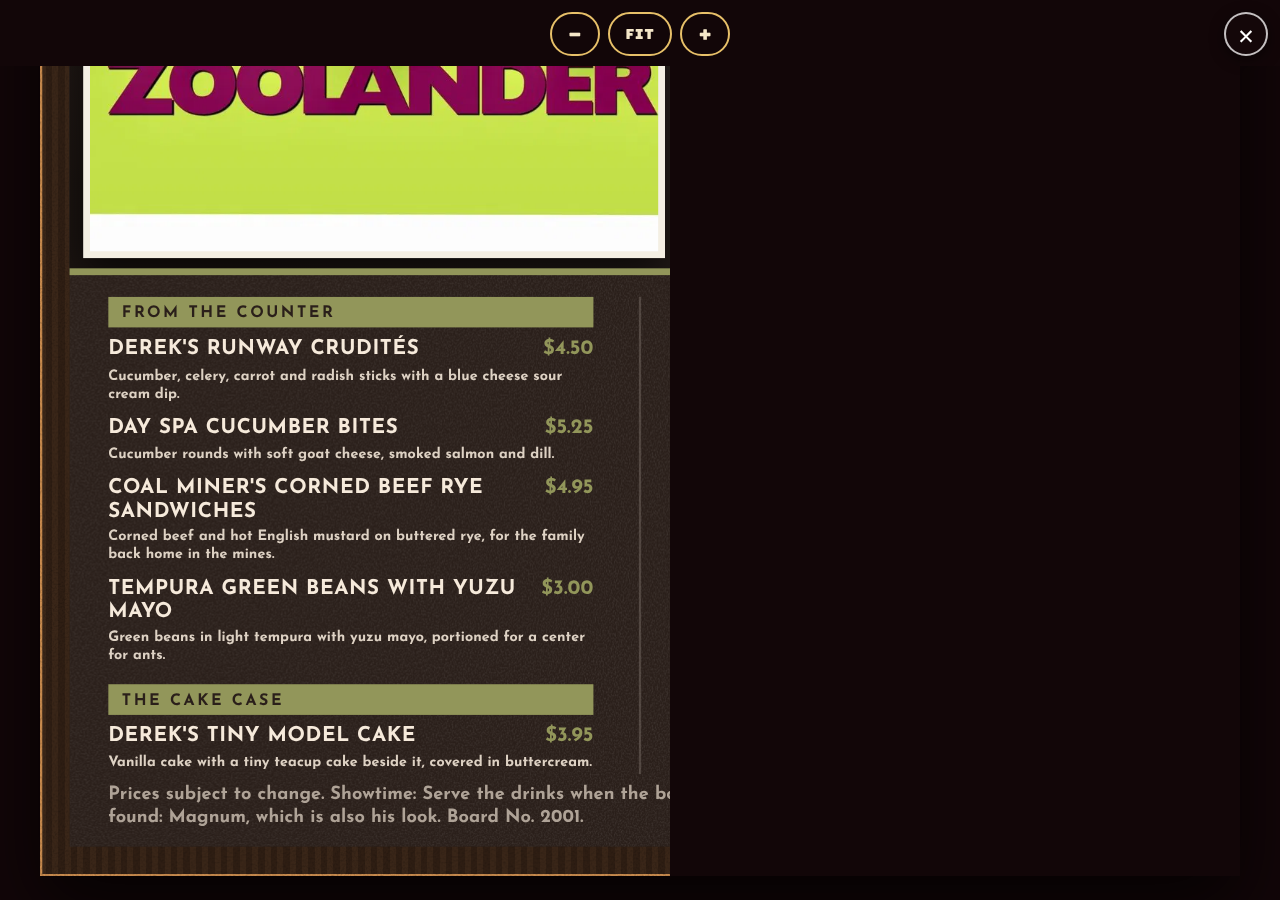 − FIT + ×
ZOOLANDER
FROM THE COUNTER
DEREK'S RUNWAY CRUDITÉS $4.50
Cucumber, celery, carrot and radish sticks with a blue cheese sour
cream dip.
DAY SPA CUCUMBER BITES $5.25
Cucumber rounds with soft goat cheese, smoked salmon and dill.
COAL MINER'S CORNED BEEF RYE $4.95
SANDWICHES
Corned beef and hot English mustard on buttered rye, for the family
back home in the mines.
TEMPURA GREEN BEANS WITH YUZU $3.00
MAYO
Green beans in light tempura with yuzu mayo, portioned for a center
for ants.
THE CAKE CASE
DEREK'S TINY MODEL CAKE $3.95
Vanilla cake with a tiny teacup cake beside it, covered in buttercream.
Prices subject to change. Showtime: Serve the drinks when the
found: Magnum, which is also his look. Board No. 2001.